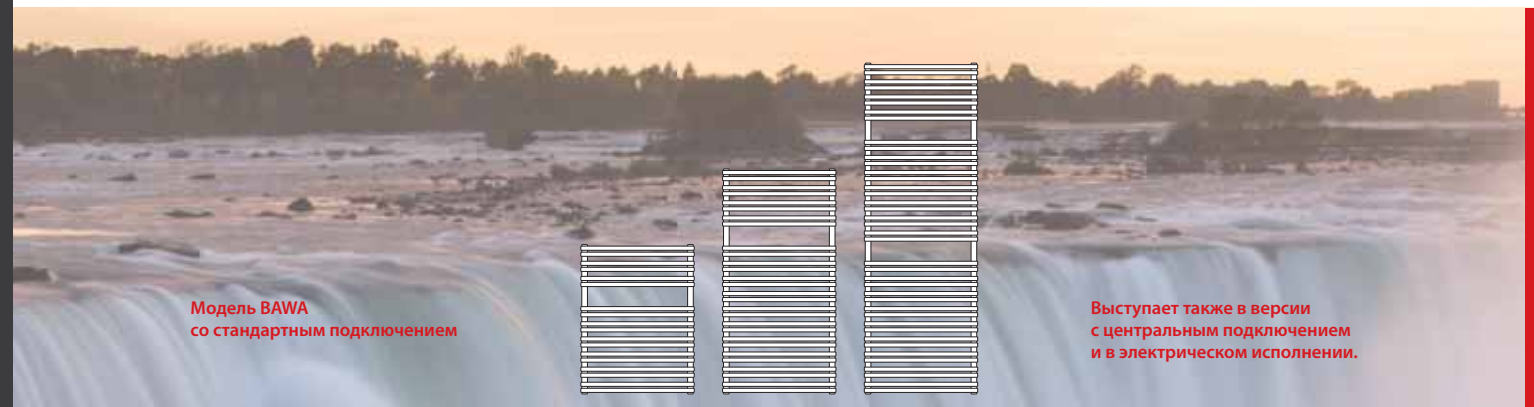 Модель BAWA
со стандартным подключением
Выступает также в версии
с центральным подключением
и в электрическом исполнении.